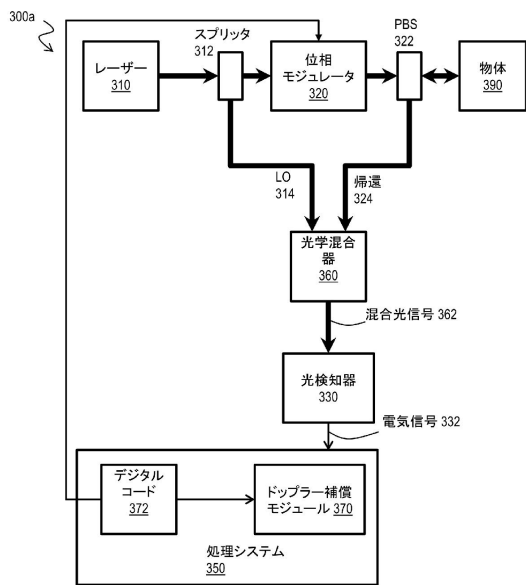 300a
スプリッタ
312
PBS
322
レーザー
310
位相
モジュレータ
320
物体
390
LO
314
帰還
324
光学混合
器
360
混合光信号 362
光検知器
330
電気信号 332
デジタル
コード
372
ドップラー補償
モジュール 370
処理システム
350